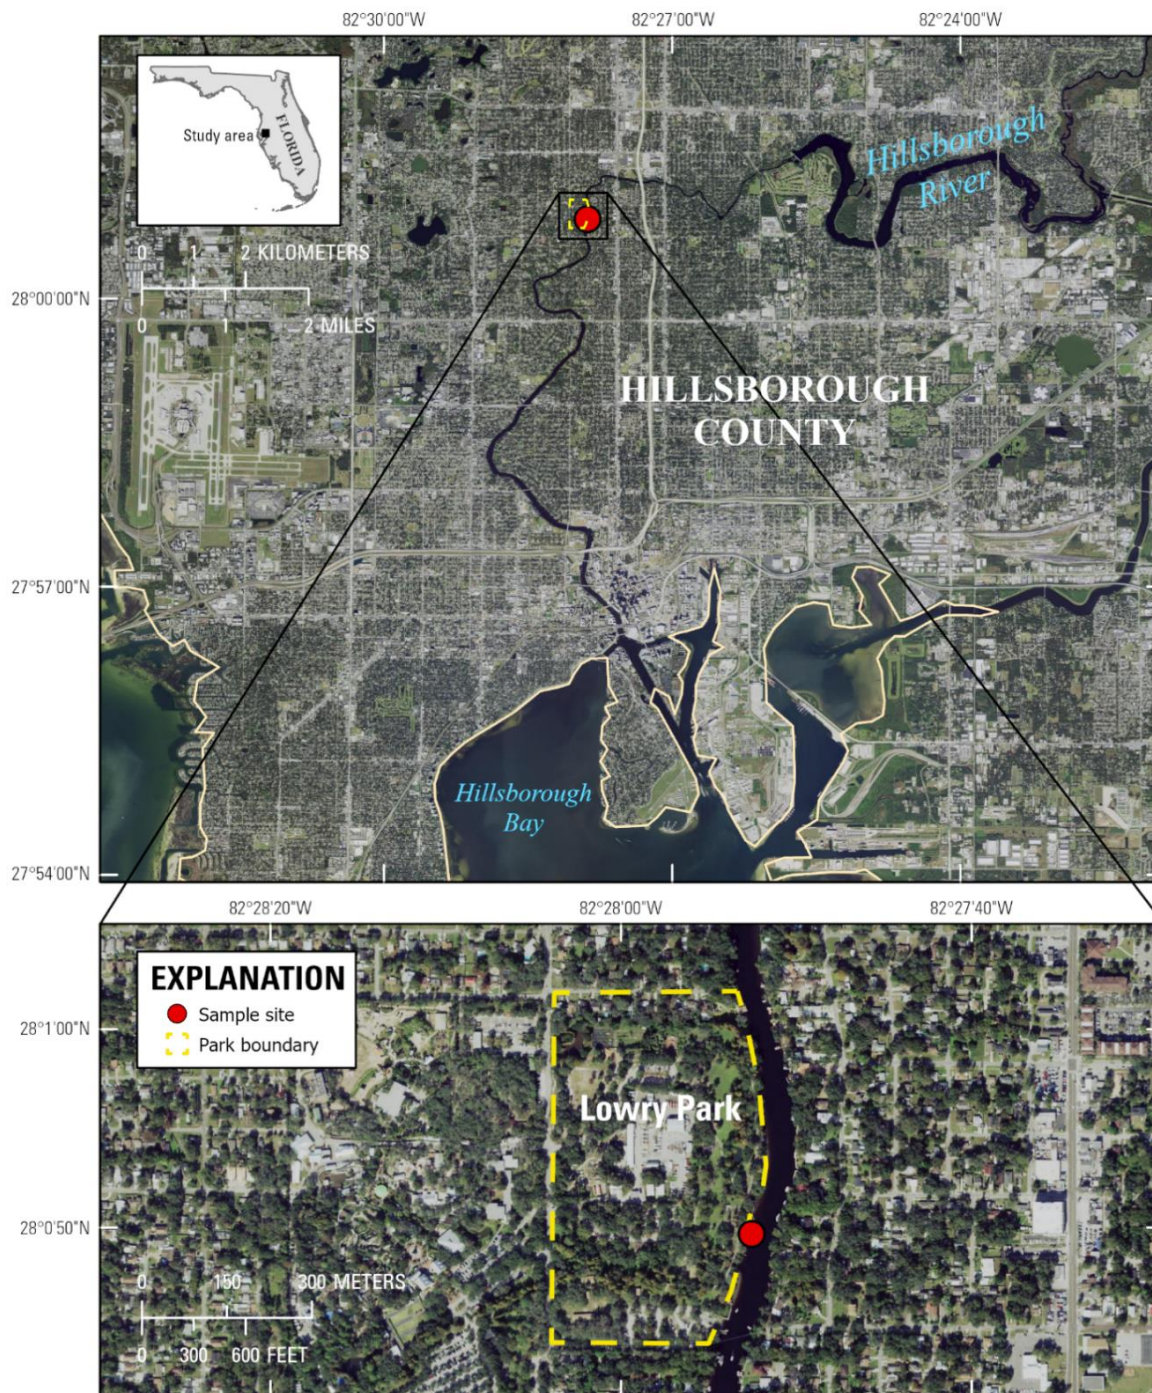 82°30'00"W
82°27'00"W
82°24'00"W
FLORIDA
Study area
Hillsborough
River
0 1 2 KILOMETERS
28°00'00"N
0 1 2 MILES
HILLSBOROUGH
COUNTY
27°57'00"N
Hillsborough
Bay
27°54'00"N
82°28'20"W
82°28'00"W
82°27'40"W
EXPLANATION
Sample site
Park boundary
28°1'00"N
Lowry Park
28°0'50"N
0 150 300 METERS
0 300 600 FEET